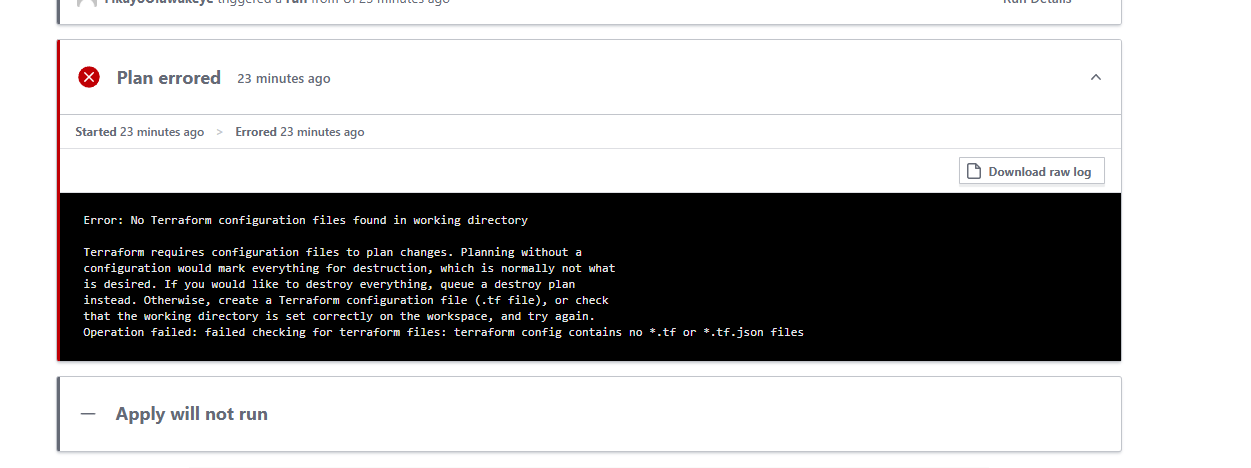 triggered a run from UI 23 minutes ago
Run Details
Plan errored 23 minutes ago
Started 23 minutes ago > Errored 23 minutes ago
Download raw log
Error: No Terraform configuration files found in working directory
Terraform requires configuration files to plan changes. Planning without a
configuration would mark everything for destruction, which is normally not what
is desired. If you would like to destroy everything, queue a destroy plan
instead. Otherwise, create a Terraform configuration file (.tf file), or check
that the working directory is set correctly on the workspace, and try again.
Operation failed: failed checking for terraform files: terraform config contains no *.tf or *.tf.json files
Apply will not run